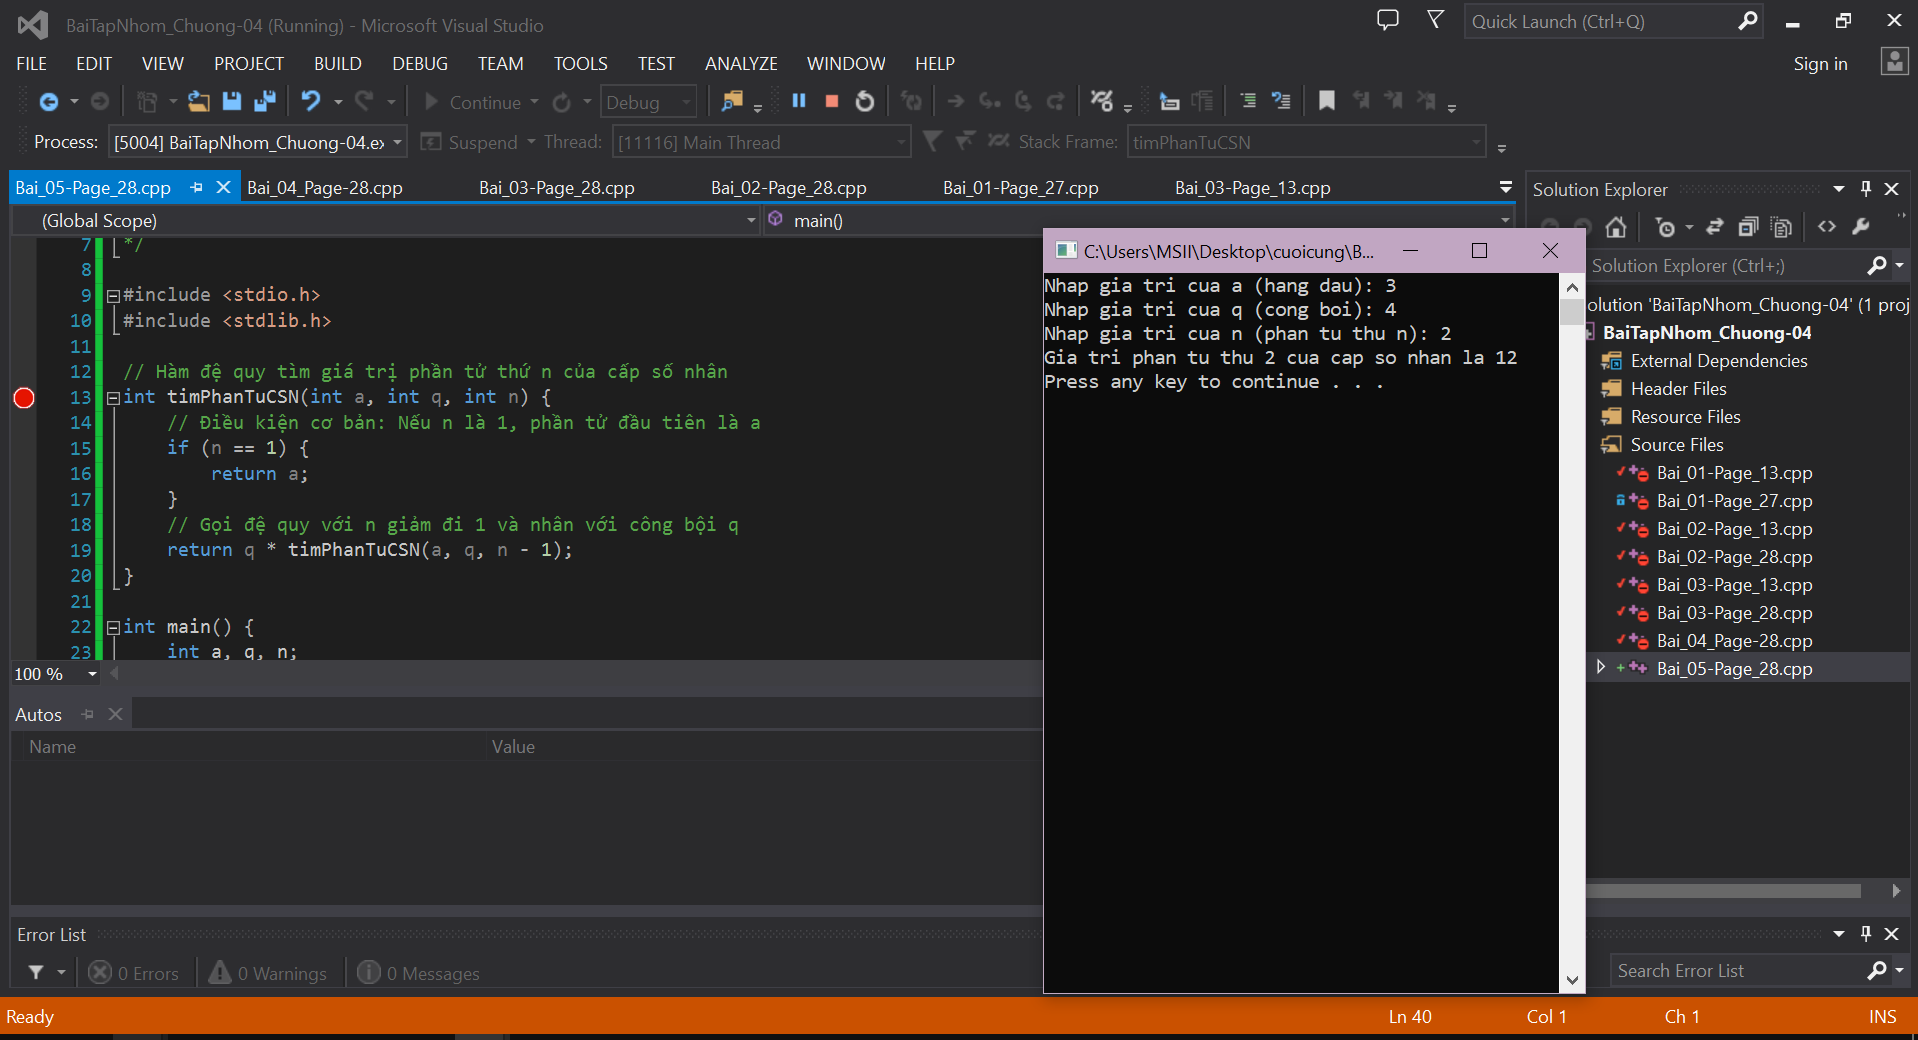 BaiTapNhom_Chuong-04 (Running) - Microsoft Visual Studio
Quick Launch (Ctrl+Q)
FILE EDIT VIEW PROJECT BUILD DEBUG TEAM TOOLS TEST ANALYZE WINDOW HELP
Sign in
Continue Debug
Process: [5004] BaiTapNhom_Chuong-04.ex Suspend Thread: [11116] Main Thread Stack Frame: timPhanTuCSN
Bai_05-Page_28.cpp Bai_04_Page-28.cpp Bai_03-Page_28.cpp Bai_02-Page_28.cpp Bai_01-Page_27.cpp Bai_03-Page_13.cpp
(Global Scope) main()
7 */
8
9 #include <stdio.h>
10 #include <stdlib.h>
11
12 // Hàm đệ quy tìm giá trị phần tử thứ n của cấp số nhân
13 int timPhanTuCSN(int a, int q, int n) {
14 // Điều kiện cơ bản: Nếu n là 1, phần tử đầu tiên là a
15 if (n == 1) {
16 return a;
17 }
18 // Gọi đệ quy với n giảm đi 1 và nhân với công bội q
19 return q * timPhanTuCSN(a, q, n - 1);
20 }
21
22 int main() {
23 int a, q, n;
100 %
C:\Users\MSII\Desktop\cuoicung\B...
Nhap gia tri cua a (hang dau): 3
Nhap gia tri cua q (cong boi): 4
Nhap gia tri cua n (phan tu thu n): 2
Gia tri phan tu thu 2 cua cap so nhan la 12
Press any key to continue . . .
Solution Explorer
Solution Explorer (Ctrl+;)
olution 'BaiTapNhom_Chuong-04' (1 proj
BaiTapNhom_Chuong-04
External Dependencies
Header Files
Resource Files
Source Files
Bai_01-Page_13.cpp
Bai_01-Page_27.cpp
Bai_02-Page_13.cpp
Bai_02-Page_28.cpp
Bai_03-Page_13.cpp
Bai_03-Page_28.cpp
Bai_04_Page-28.cpp
Bai_05-Page_28.cpp
Autos
Name Value
Error List
0 Errors 0 Warnings 0 Messages
Search Error List
Ready Ln 40 Col 1 Ch 1 INS